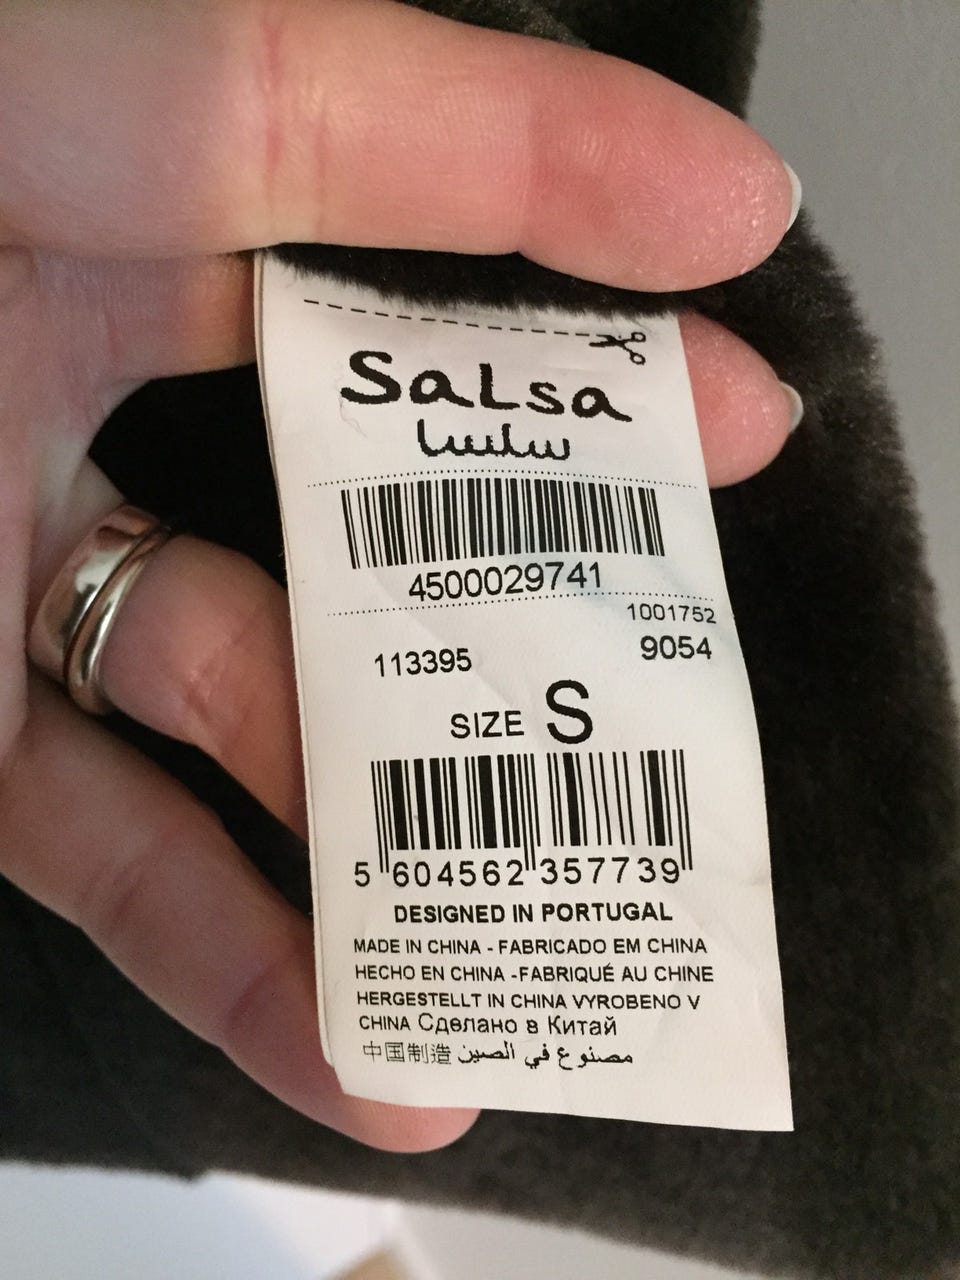 SaLsa
سلسا
4500029741
1001752
113395 9054
SIZE S
5 604562 357739
DESIGNED IN PORTUGAL
MADE IN CHINA - FABRICADO EM CHINA
HECHO EN CHINA -FABRIQUÉ AU CHINE
HERGESTELLT IN CHINA VYROBENO V
CHINA Сделано в Китай
中国制造 مصنوع في الصين